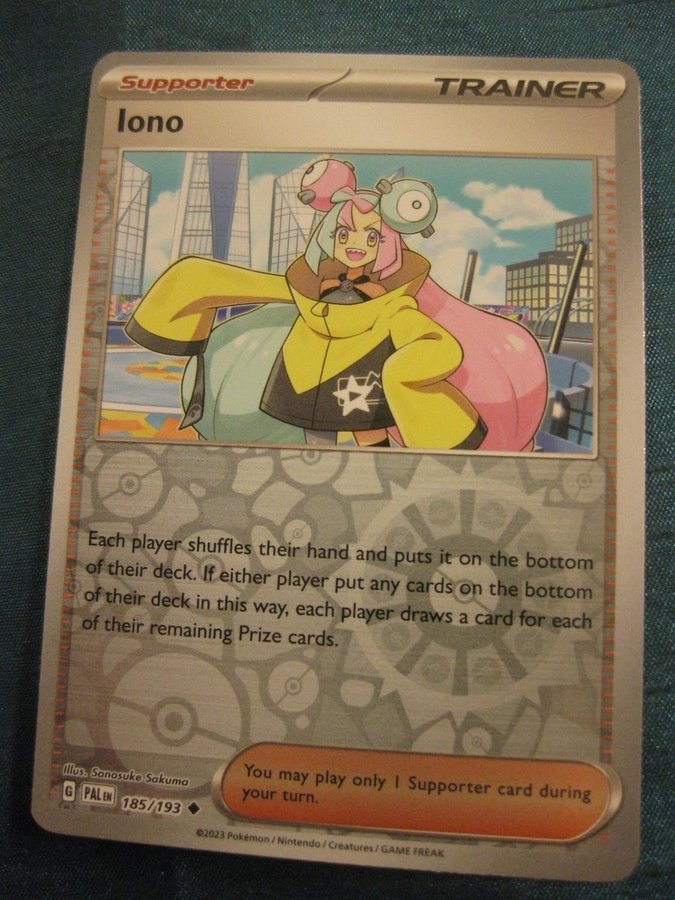 Supporter TRAINER
Iono
Each player shuffles their hand and puts it on the bottom
of their deck. If either player put any cards on the bottom
of their deck in this way, each player draws a card for each
of their remaining Prize cards.
Illus. Sanosuke Sakuma
G PAL EN 185/193
You may play only 1 Supporter card during
your turn.
©2023 Pokémon / Nintendo / Creatures / GAME FREAK